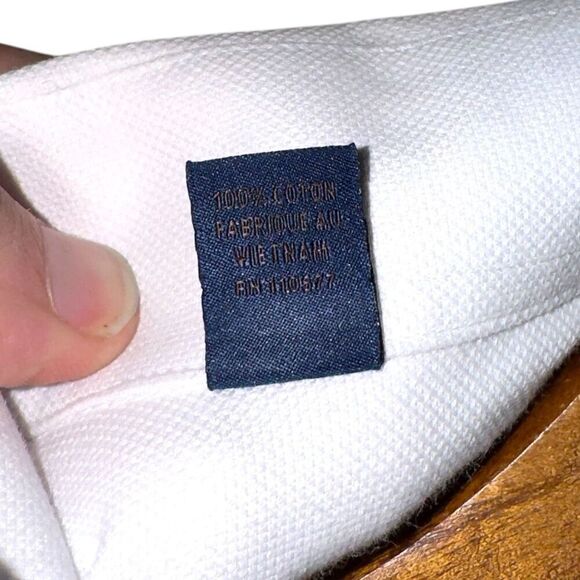 100% COTON
FABRIQUE AU
VIETNAM
RN 110577